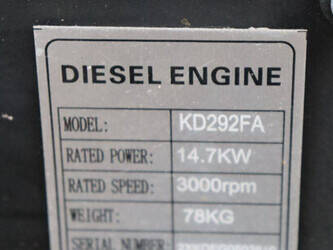 DIESEL ENGINE
MODEL: KD292FA
RATED POWER: 14.7KW
RATED SPEED: 3000rpm
WEIGHT: 78KG
SERIAL NUMBER